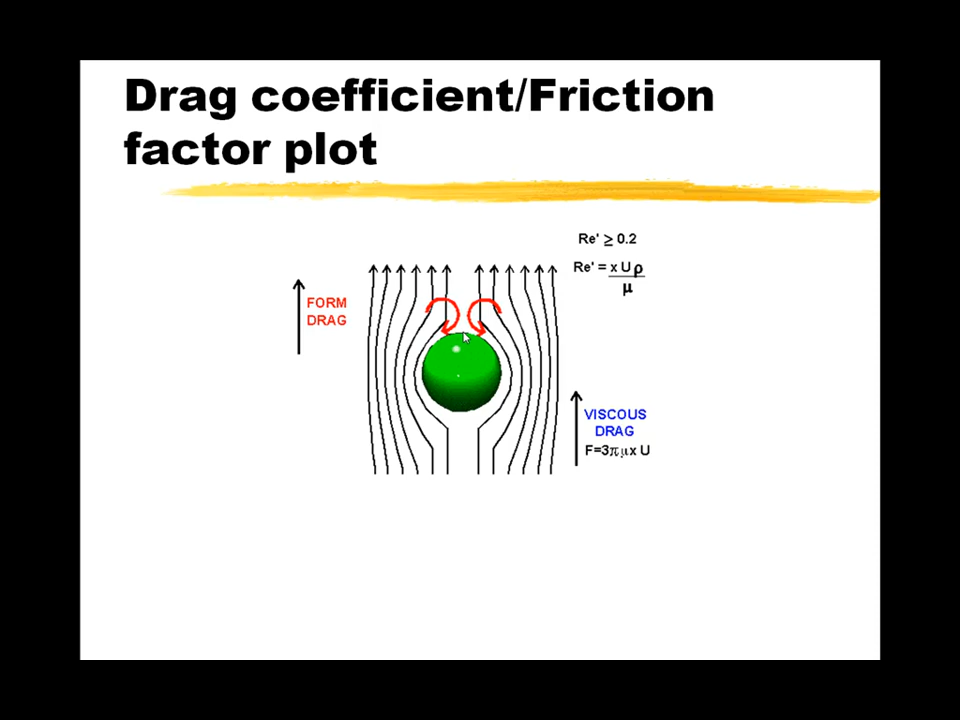 Drag coefficient/Friction
factor plot
Re' ≥ 0.2
Re' = x U ρ
μ
FORM
DRAG
VISCOUS
DRAG
F=3πμx U